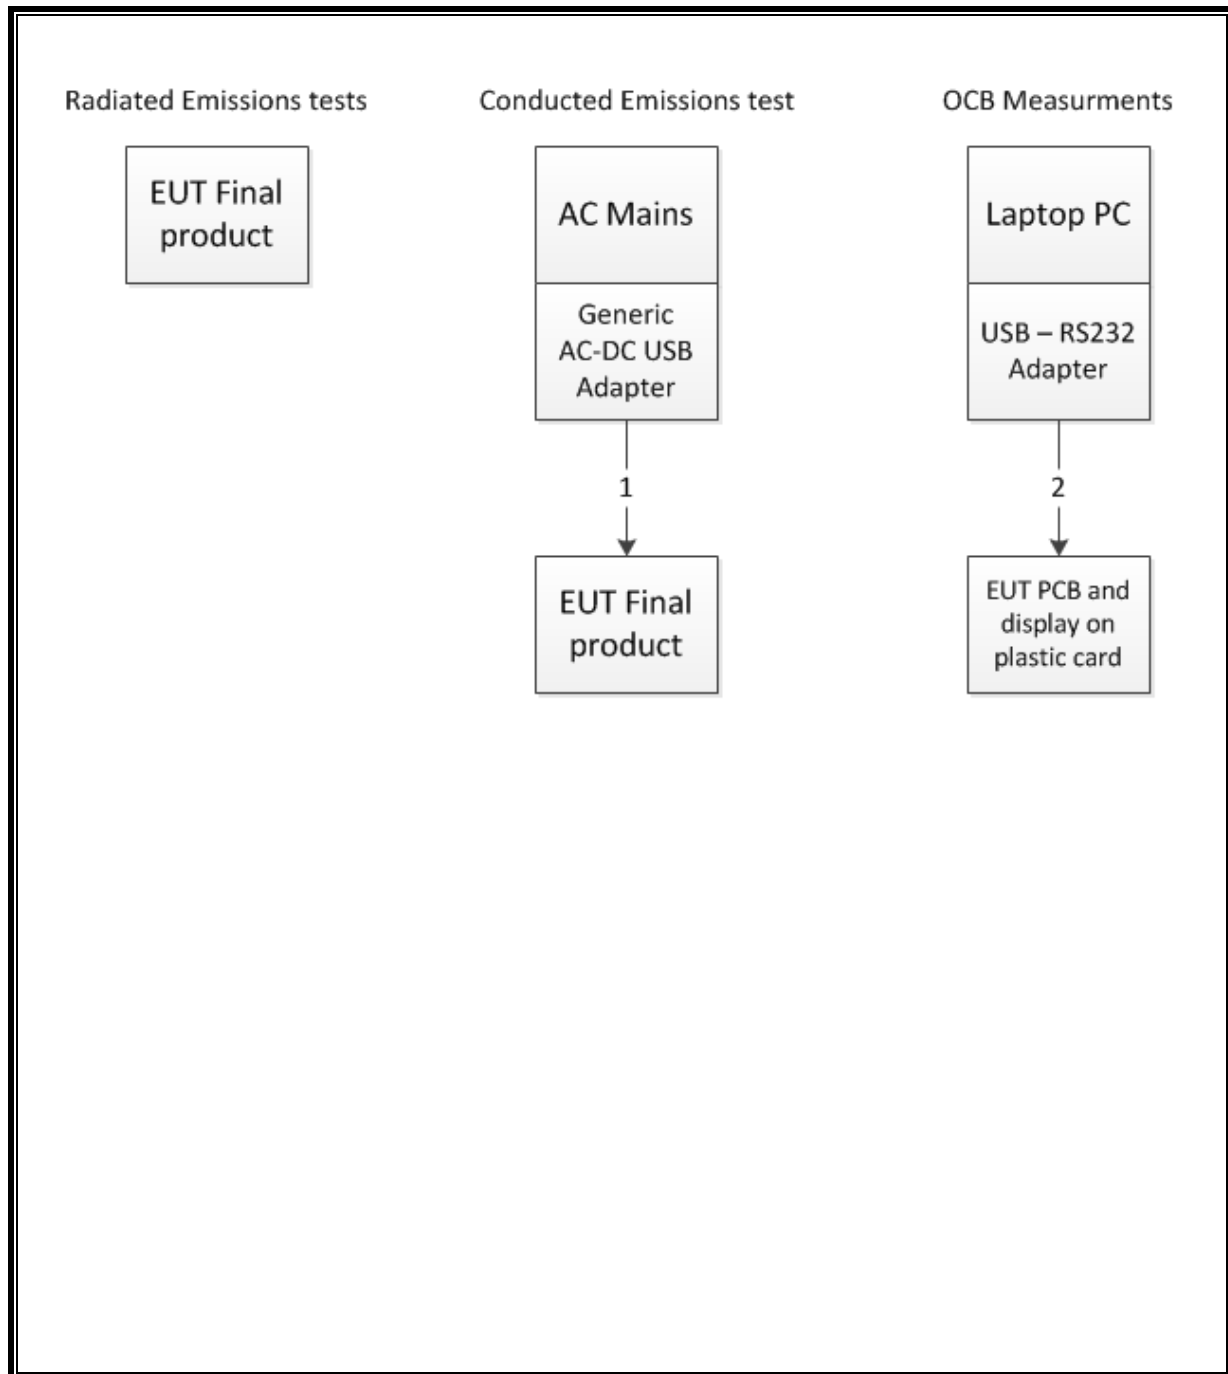 Radiated Emissions tests
EUT Final
product
Conducted Emissions test
AC Mains
Generic
AC-DC USB
Adapter
1
EUT Final
product
OCB Measurments
Laptop PC
USB – RS232
Adapter
2
EUT PCB and
display on
plastic card